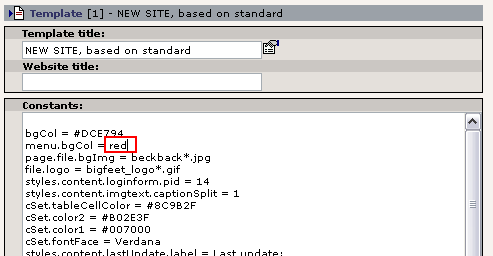 Template [1] - NEW SITE, based on standard
Template title:
NEW SITE, based on standard
Website title:
Constants:
bgCol = #DCE794
menu.bgCol = red
page.file.bgImg = beckback*.jpg
file.logo = bigfeet_logo*.gif
styles.content.loginform.pid = 14
styles.content.imgtext.captionSplit = 1
cSet.tableCellColor = #8C9B2F
cSet.color2 = #B02E3F
cSet.color1 = #007000
cSet.fontFace = Verdana
styles.content.lastUpdate.label = Last update: